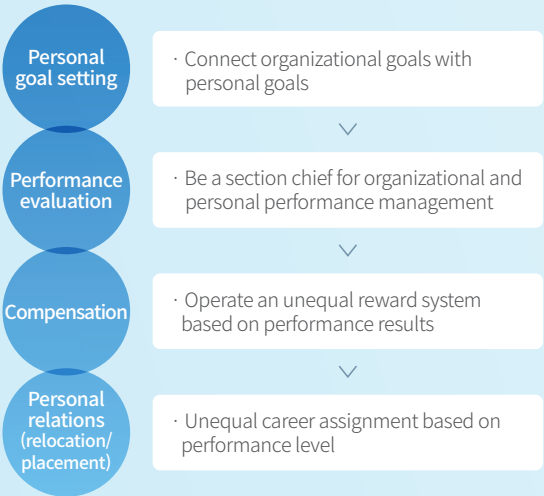 Personal
goal setting
· Connect organizational goals with
personal goals
Performance
evaluation
· Be a section chief for organizational and
personal performance management
Compensation
· Operate an unequal reward system
based on performance results
Personal
relations
(relocation/
placement)
· Unequal career assignment based on
performance level